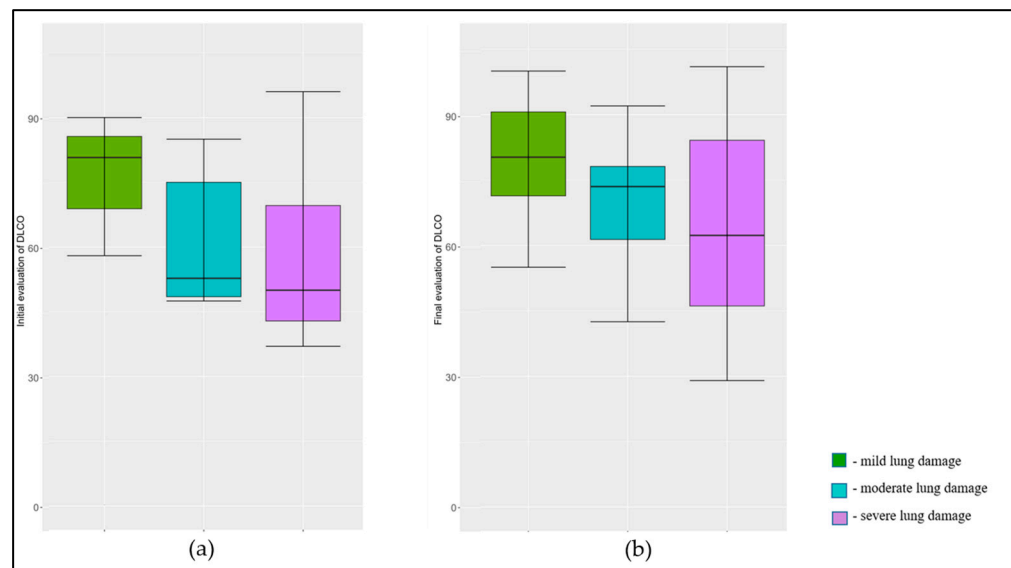 Initial evaluation of DLCO
90
60
30
0
(a)
Final evaluation of DLCO
90
60
30
0
(b)
- mild lung damage
- moderate lung damage
- severe lung damage